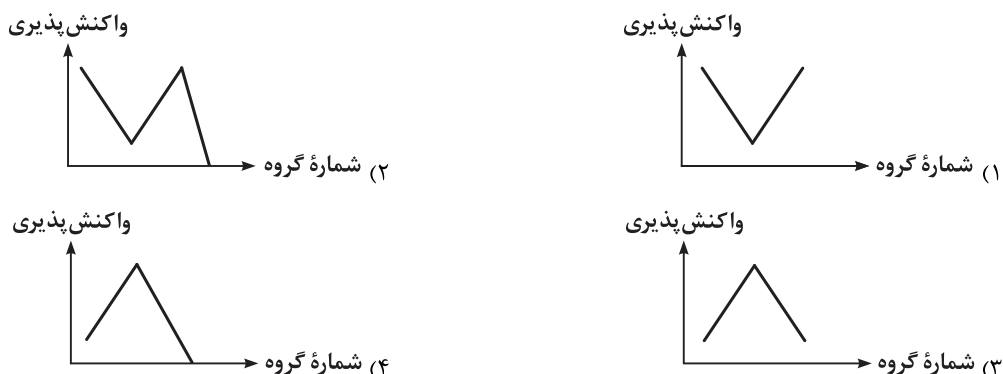 واکنش‌پذیری
شمارهٔ گروه (۱
واکنش‌پذیری
شمارهٔ گروه (۲
واکنش‌پذیری
شمارهٔ گروه (۳
واکنش‌پذیری
شمارهٔ گروه (۴